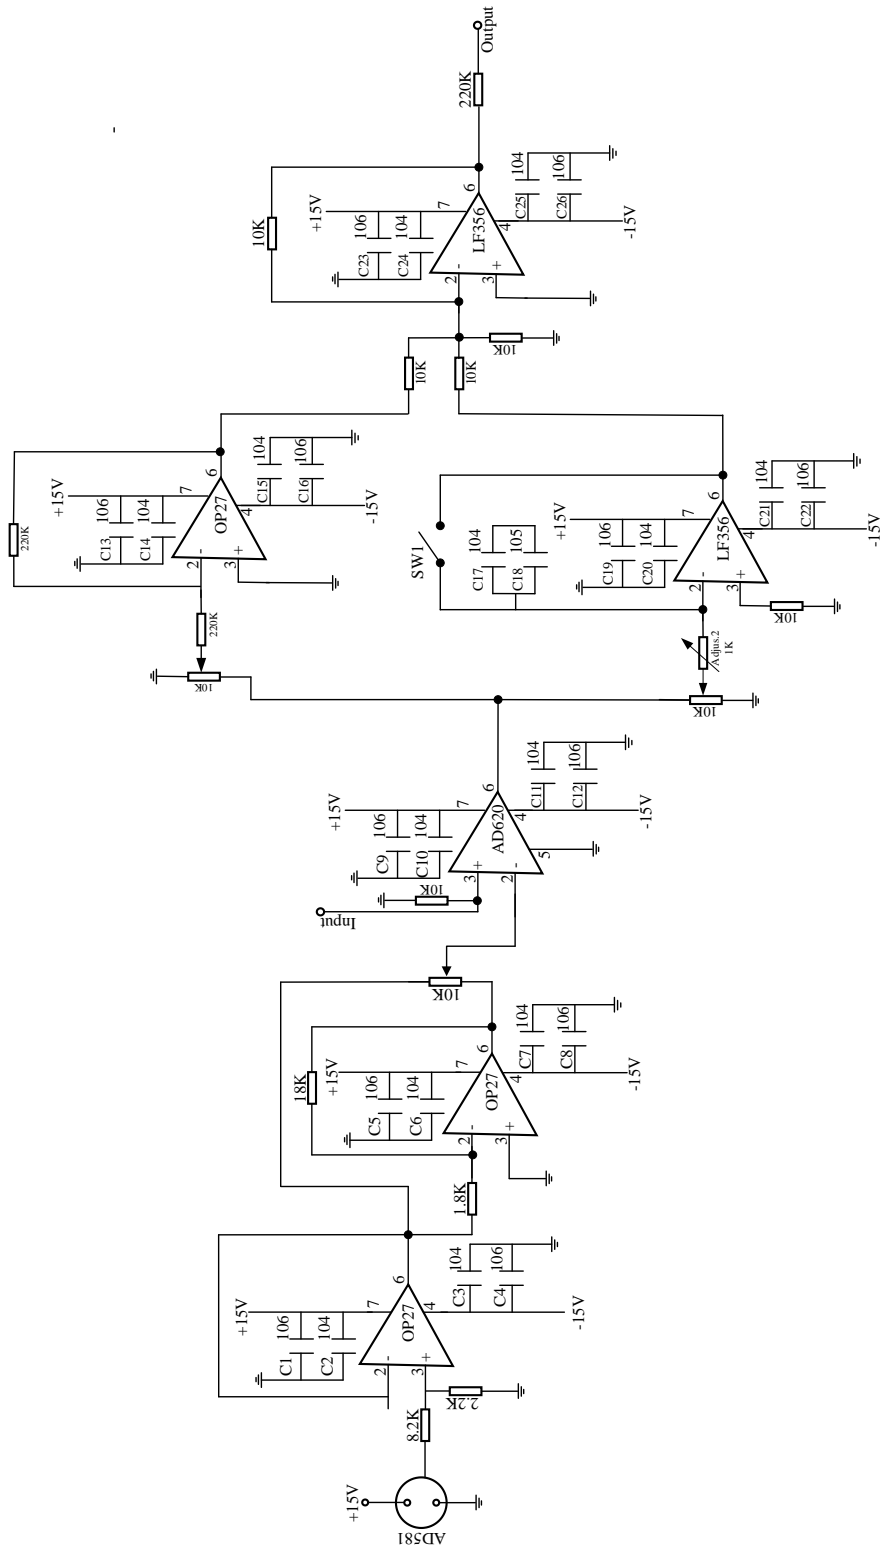 AD581
+15V
8.2K
2.2K
2
-
3
+
OP27
6
7
4
+15V
C1
106
C2
104
C3
104
C4
106
-15V
1.8K
18K
2
-
3
+
OP27
6
7
4
+15V
C5
106
C6
104
C7
104
C8
106
-15V
10K
Input
10K
3
+
2
-
AD620
6
7
4
5
+15V
C9
106
C10
104
C11
104
C12
106
-15V
10K
220K
220K
2
-
3
+
OP27
6
7
4
+15V
C13
106
C14
104
C15
104
C16
106
-15V
10K
Adjus.2
1K
SW1
C17
104
C18
105
2
-
3
+
LF356
6
7
4
10K
+15V
C19
106
C20
104
C21
104
C22
106
-15V
10K
10K
10K
10K
2
-
3
+
LF356
6
7
4
+15V
C23
106
C24
104
C25
104
C26
106
-15V
220K
Output